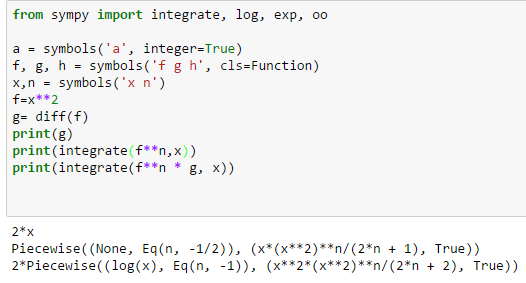 from sympy import integrate, log, exp, oo
a = symbols('a', integer=True)
f, g, h = symbols('f g h', cls=Function)
x,n = symbols('x n')
f=x**2
g= diff(f)
print(g)
print(integrate(f**n,x))
print(integrate(f**n * g, x))
2*x
Piecewise((None, Eq(n, -1/2)), (x*(x**2)**n/(2*n + 1), True))
2*Piecewise((log(x), Eq(n, -1)), (x**2*(x**2)**n/(2*n + 2), True))